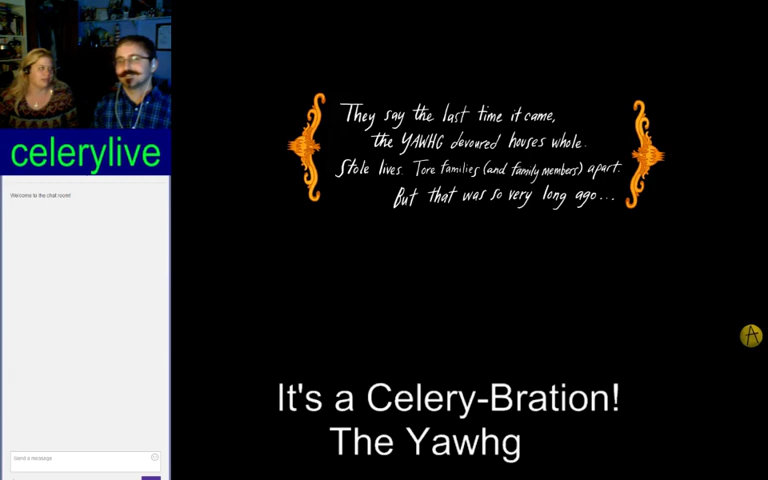 celerylive
Welcome to the chat room!
Send a message
They say the last time it came,
the YAWHG devoured houses whole.
Stole lives. Tore families (and family members) apart.
But that was so very long ago...
A
It's a Celery-Bration!
The Yawhg